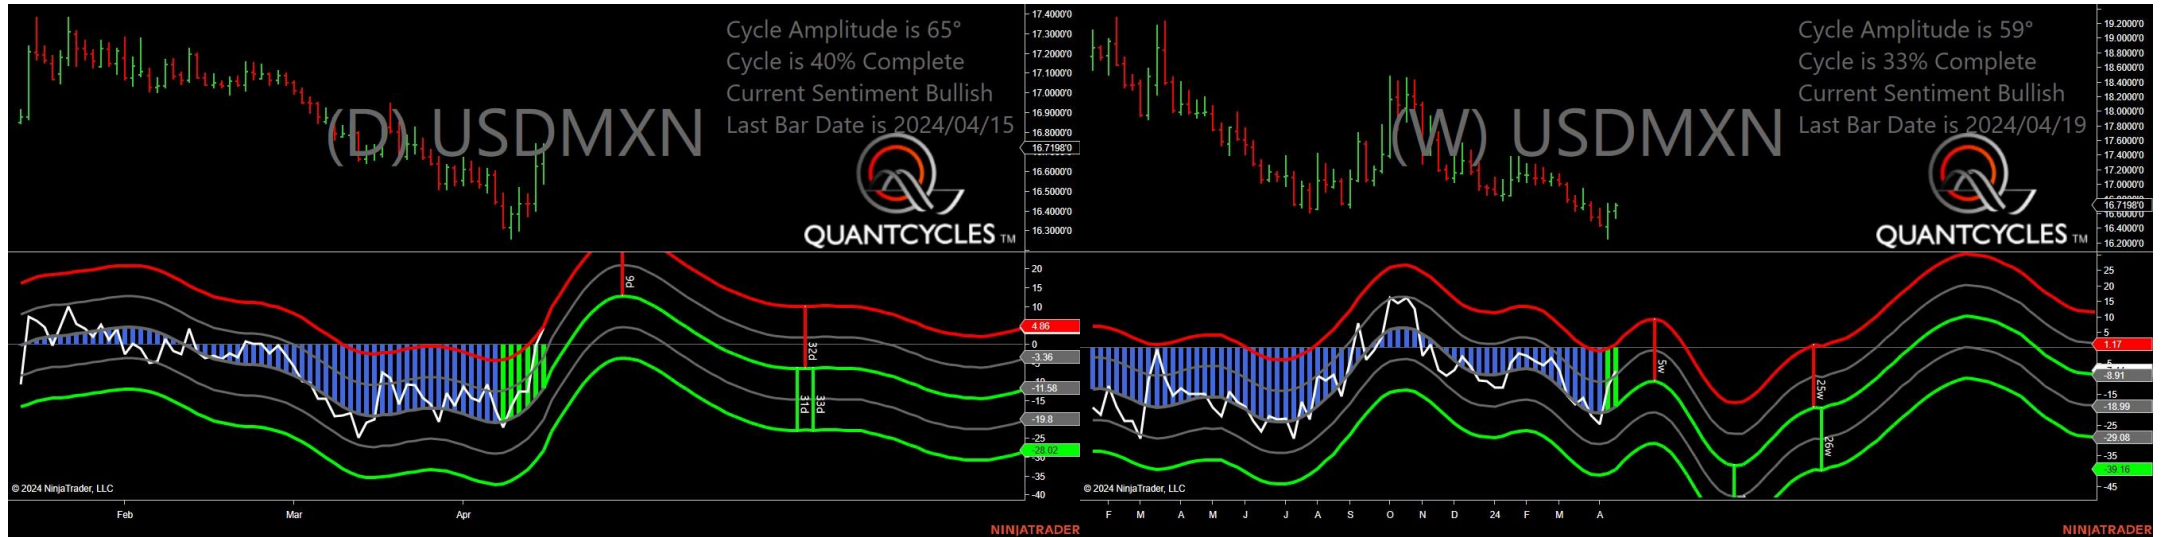 Cycle Amplitude is 65°
Cycle is 40% Complete
Current Sentiment Bullish
Last Bar Date is 2024/04/15
(D) USDMXN
QUANTCYCLES TM
17.4000'0
17.3000'0
17.2000'0
17.1000'0
17.0000'0
16.9000'0
16.8000'0
16.7198'0
16.6000'0
16.5000'0
16.4000'0
16.3000'0
9d
32d
31d
33d
20
15
10
4.86
0
-3.36
-11.58
-15
-19.8
-25
-28.02
-35
-40
© 2024 NinjaTrader, LLC
Feb Mar Apr
NINJATRADER
Cycle Amplitude is 59°
Cycle is 33% Complete
Current Sentiment Bullish
Last Bar Date is 2024/04/19
(W) USDMXN
QUANTCYCLES TM
19.2000'0
19.0000'0
18.8000'0
18.6000'0
18.4000'0
18.2000'0
18.0000'0
17.8000'0
17.6000'0
17.4000'0
17.2000'0
17.0000'0
16.7198'0
16.6000'0
16.4000'0
16.2000'0
5w
25w
26w
25
20
15
10
5
1.17
-8.91
-15
-18.99
-25
-29.08
-35
-39.16
-45
© 2024 NinjaTrader, LLC
F M A M J J A S O N D 24 F M A
NINJATRADER